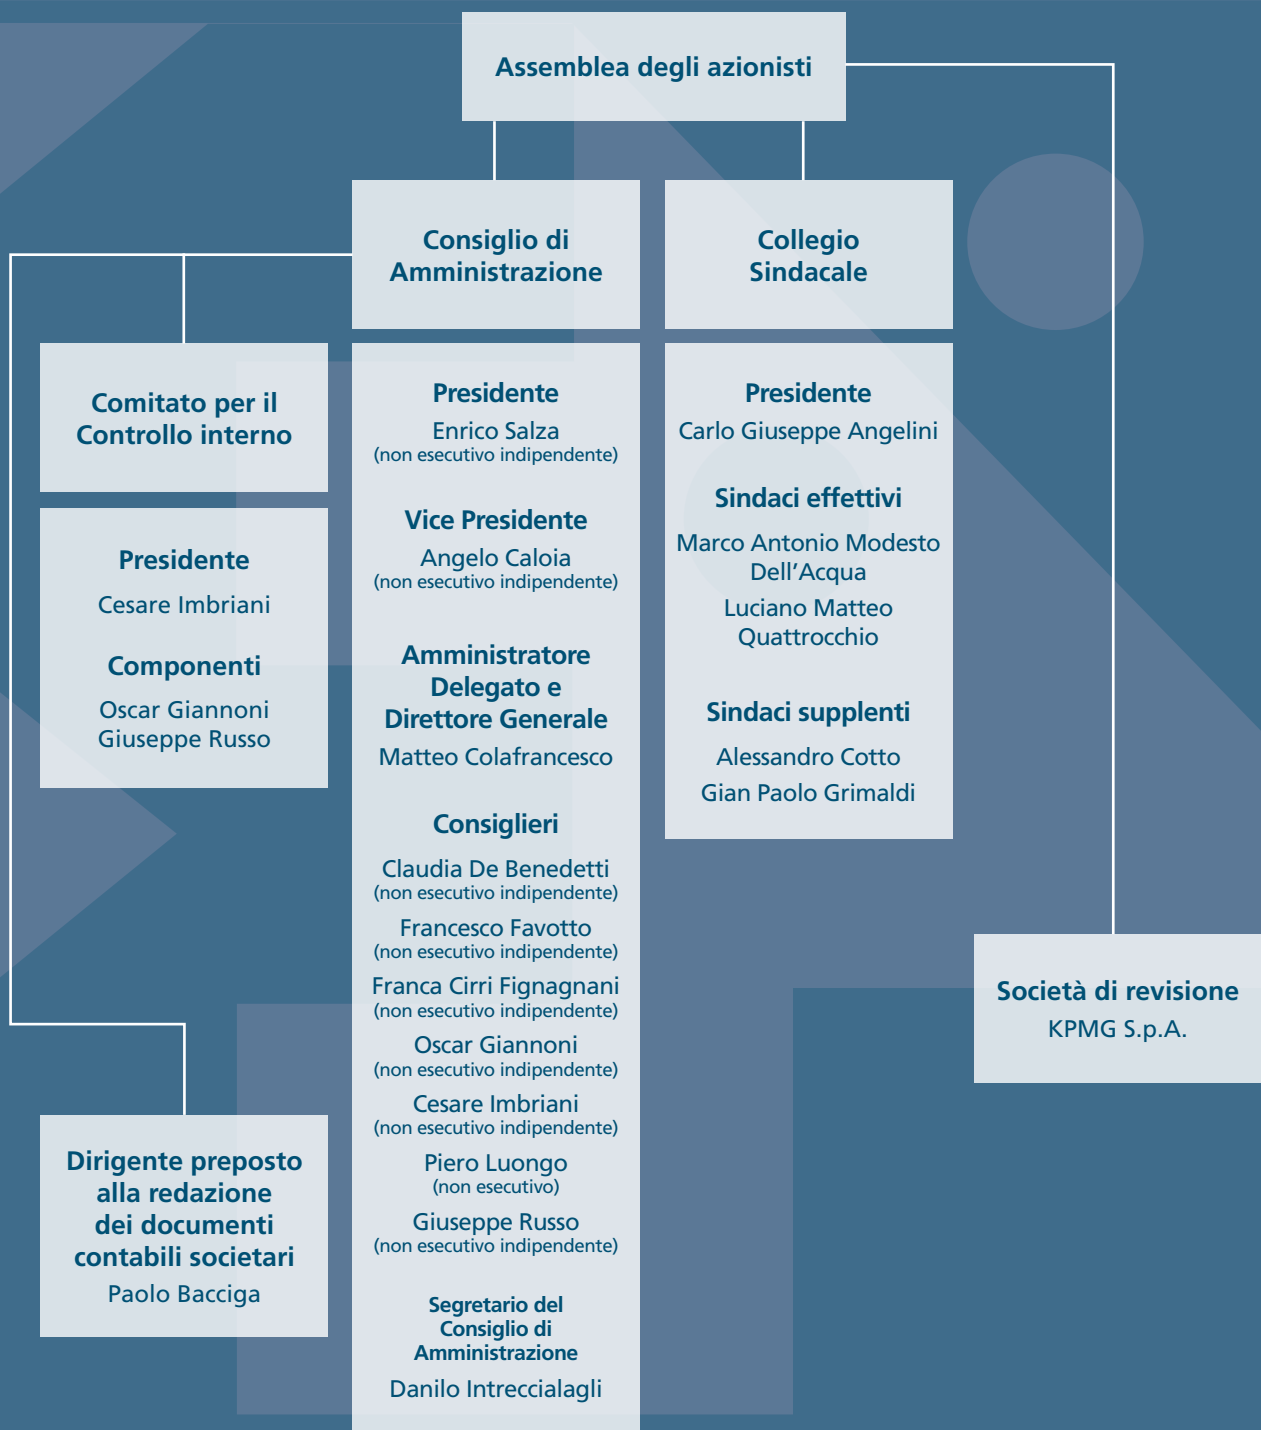 Assemblea degli azionisti
Consiglio di
Amministrazione
Collegio
Sindacale
Comitato per il
Controllo interno
Presidente
Cesare Imbriani
Componenti
Oscar Giannoni
Giuseppe Russo
Presidente
Enrico Salza
(non esecutivo indipendente)
Vice Presidente
Angelo Caloia
(non esecutivo indipendente)
Amministratore
Delegato e
Direttore Generale
Matteo Colafrancesco
Consiglieri
Claudia De Benedetti
(non esecutivo indipendente)
Francesco Favotto
(non esecutivo indipendente)
Franca Cirri Fignagnani
(non esecutivo indipendente)
Oscar Giannoni
(non esecutivo indipendente)
Cesare Imbriani
(non esecutivo indipendente)
Piero Luongo
(non esecutivo)
Giuseppe Russo
(non esecutivo indipendente)
Segretario del
Consiglio di
Amministrazione
Danilo Intreccialagli
Presidente
Carlo Giuseppe Angelini
Sindaci effettivi
Marco Antonio Modesto
Dell’Acqua
Luciano Matteo
Quattrocchio
Sindaci supplenti
Alessandro Cotto
Gian Paolo Grimaldi
Società di revisione
KPMG S.p.A.
Dirigente preposto
alla redazione
dei documenti
contabili societari
Paolo Bacciga